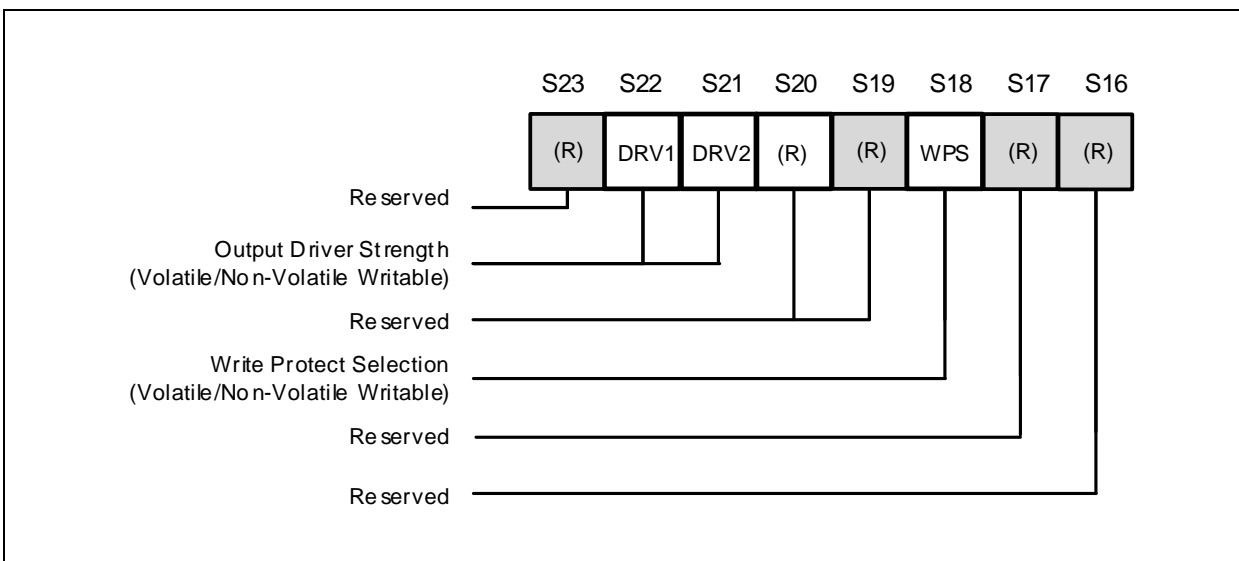 S23 S22 S21 S20 S19 S18 S17 S16
(R) DRV1 DRV2 (R) (R) WPS (R) (R)
Reserved
Output Driver Strength
(Volatile/Non-Volatile Writable)
Reserved
Write Protect Selection
(Volatile/Non-Volatile Writable)
Reserved
Reserved